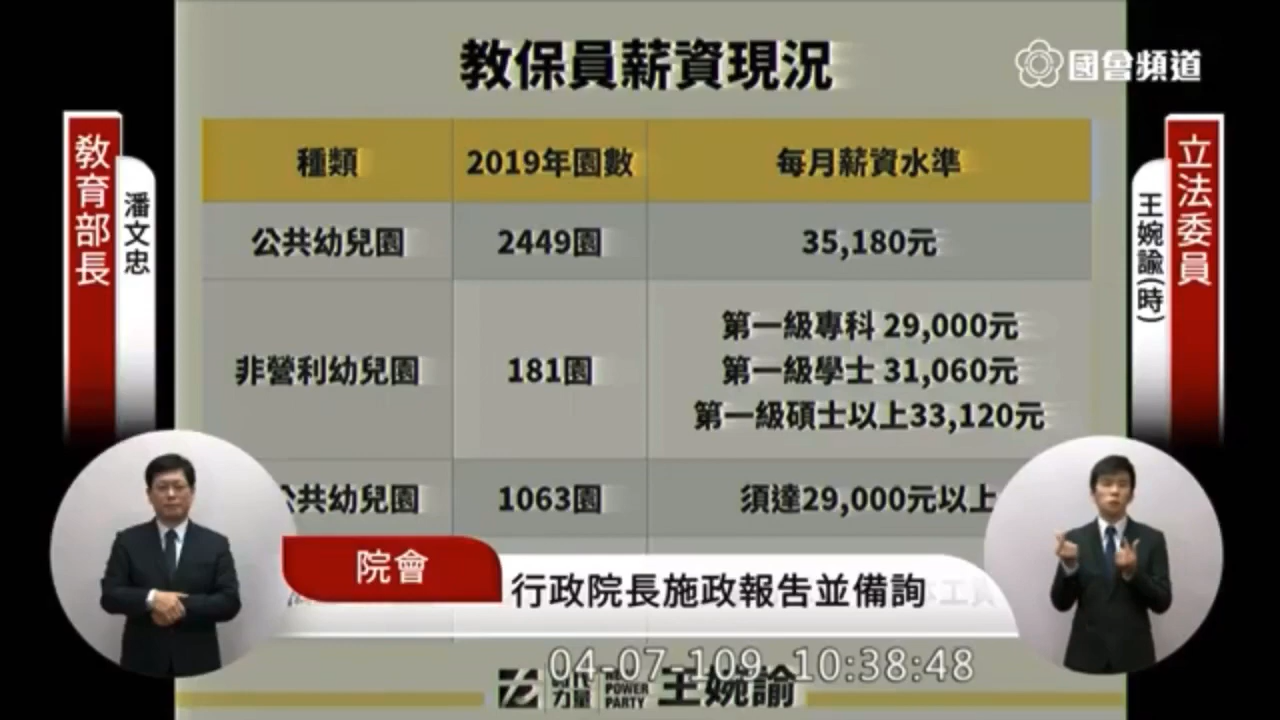 教保員薪資現況
國會頻道
教育部長
潘文忠
立法委員
王婉諭(時)
種類 2019年園數 每月薪資水準
公共幼兒園 2449園 35,180元
非營利幼兒園 181園
第一級專科 29,000元
第一級學士 31,060元
第一級碩士以上33,120元
公共幼兒園 1063園 須達29,000元以上
院會
行政院長施政報告並備詢
04-07-109 10:38:48
力量 POWER PARTY 王婉諭